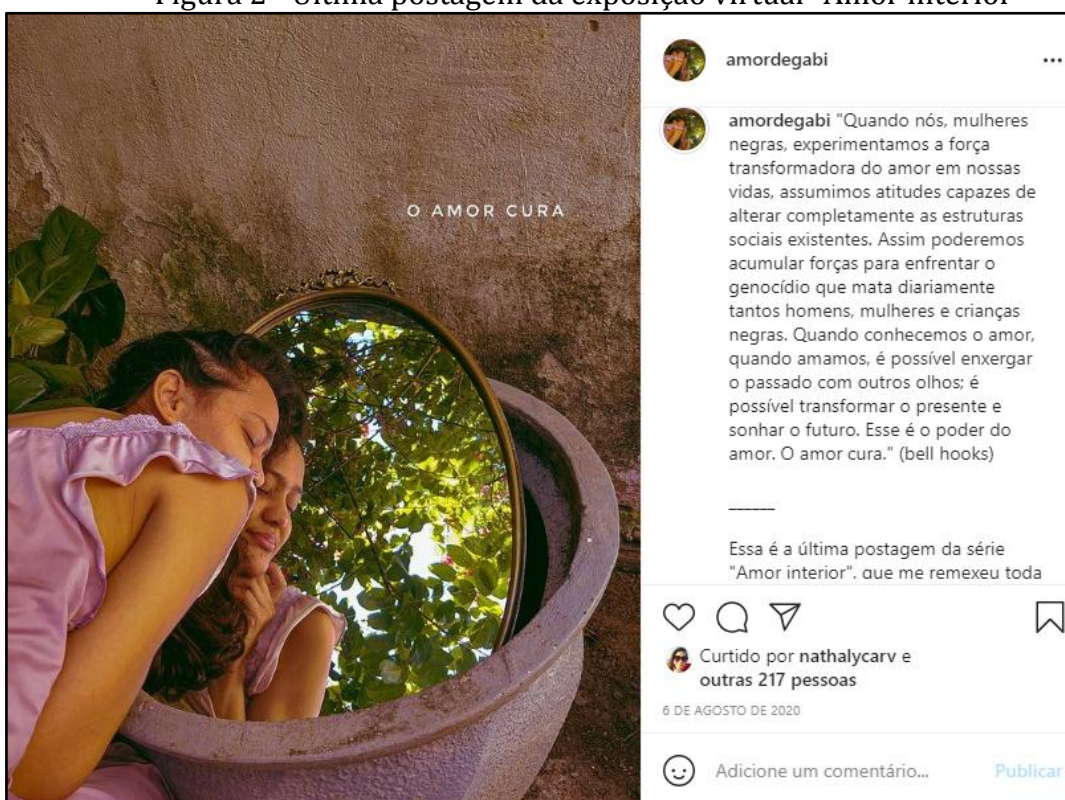 Figura 2 - Última postagem da exposição virtual "Amor interior"
O AMOR CURA
amordegabi
amordegabi "Quando nós, mulheres
negras, experimentamos a força
transformadora do amor em nossas
vidas, assumimos atitudes capazes de
alterar completamente as estruturas
sociais existentes. Assim poderemos
acumular forças para enfrentar o
genocídio que mata diariamente
tantos homens, mulheres e crianças
negras. Quando conhecemos o amor,
quando amamos, é possível enxergar
o passado com outros olhos; é
possível transformar o presente e
sonhar o futuro. Esse é o poder do
amor. O amor cura." (bell hooks)
______
Essa é a última postagem da série
"Amor interior", que me remexeu toda
Curtido por nathalycarv e
outras 217 pessoas
6 DE AGOSTO DE 2020
Adicione um comentário...
Publicar